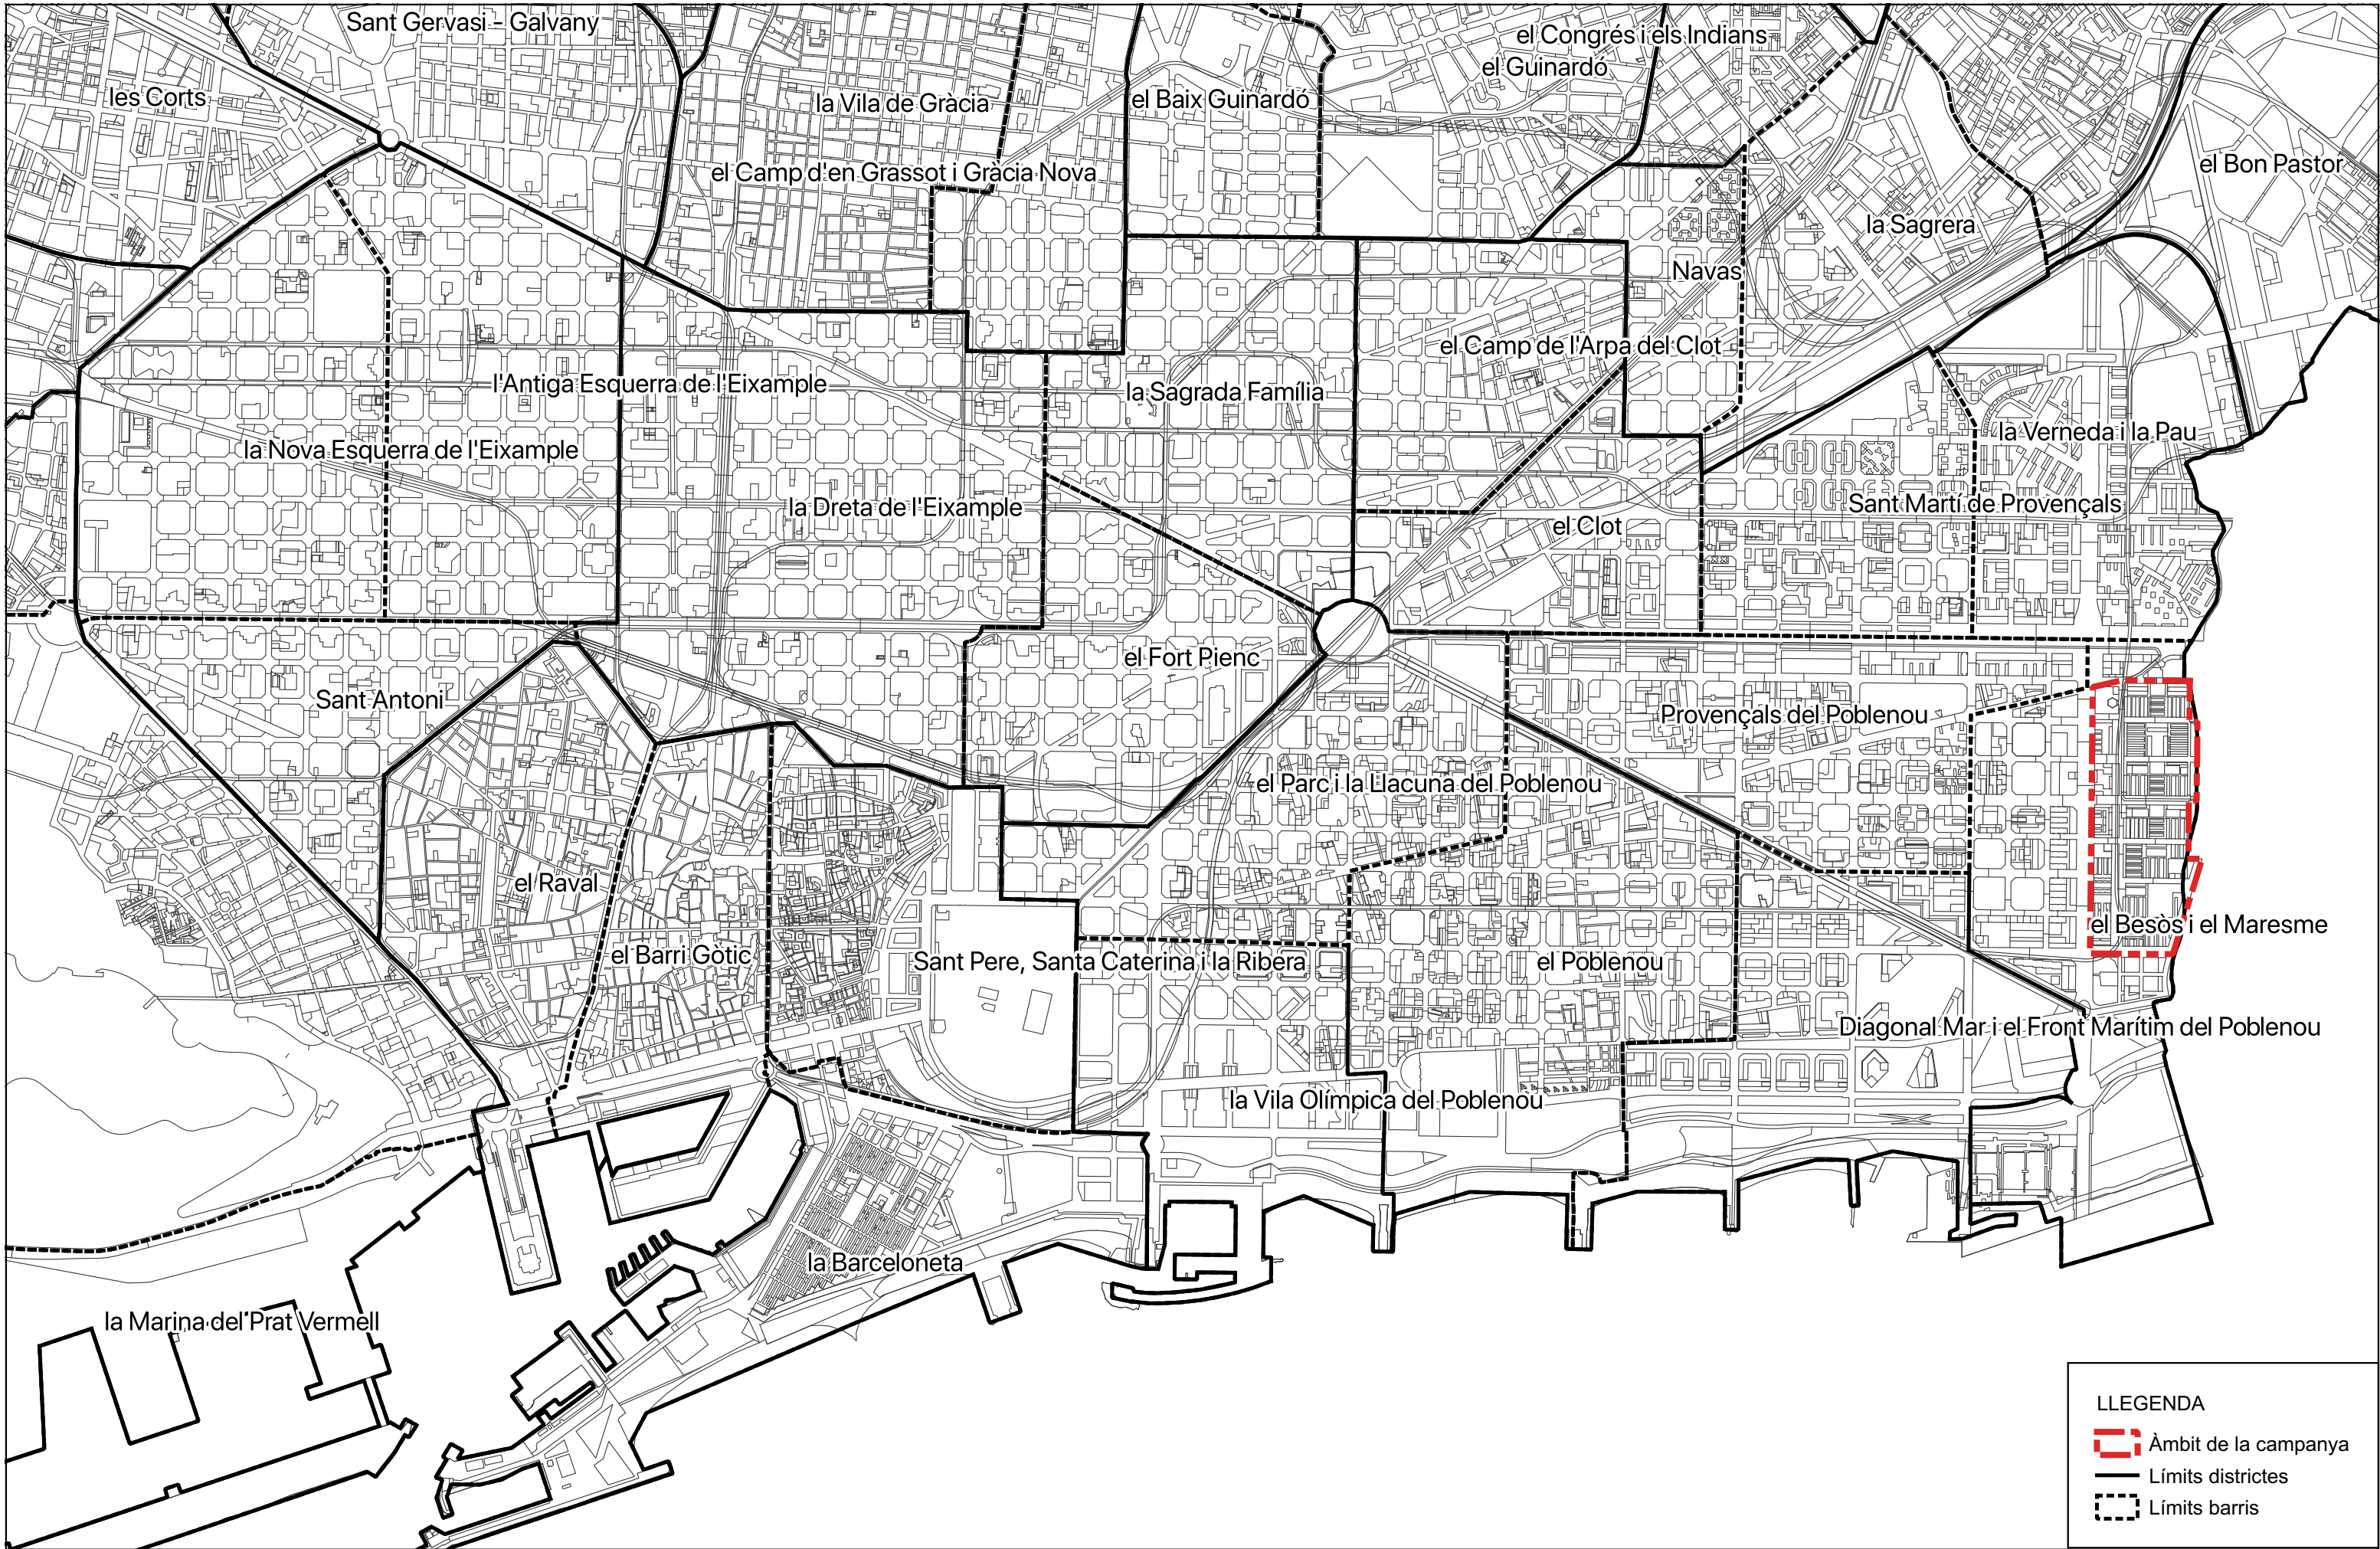 Sant Gervasi - Galvany
el Congrés i els Indians
el Guinardó
les Corts
la Vila de Gràcia
el Baix Guinardó
el Bon Pastor
el Camp d'en Grassot i Gràcia Nova
la Sagrera
Navas
el Camp de l'Arpa del Clot
l'Antiga Esquerra de l'Eixample
la Sagrada Família
la Verneda i la Pau
la Nova Esquerra de l'Eixample
la Dreta de l'Eixample
Sant Martí de Provençals
el Clot
el Fort Pienc
Sant Antoni
Provençals del Poblenou
el Parc i la Llacuna del Poblenou
el Raval
el Besòs i el Maresme
el Barri Gòtic
Sant Pere, Santa Caterina i la Ribera
el Poblenou
Diagonal Mar i el Front Marítim del Poblenou
la Vila Olímpica del Poblenou
la Barceloneta
la Marina del Prat Vermell
LLEGENDA
Àmbit de la campanya
Límits districtes
Límits barris